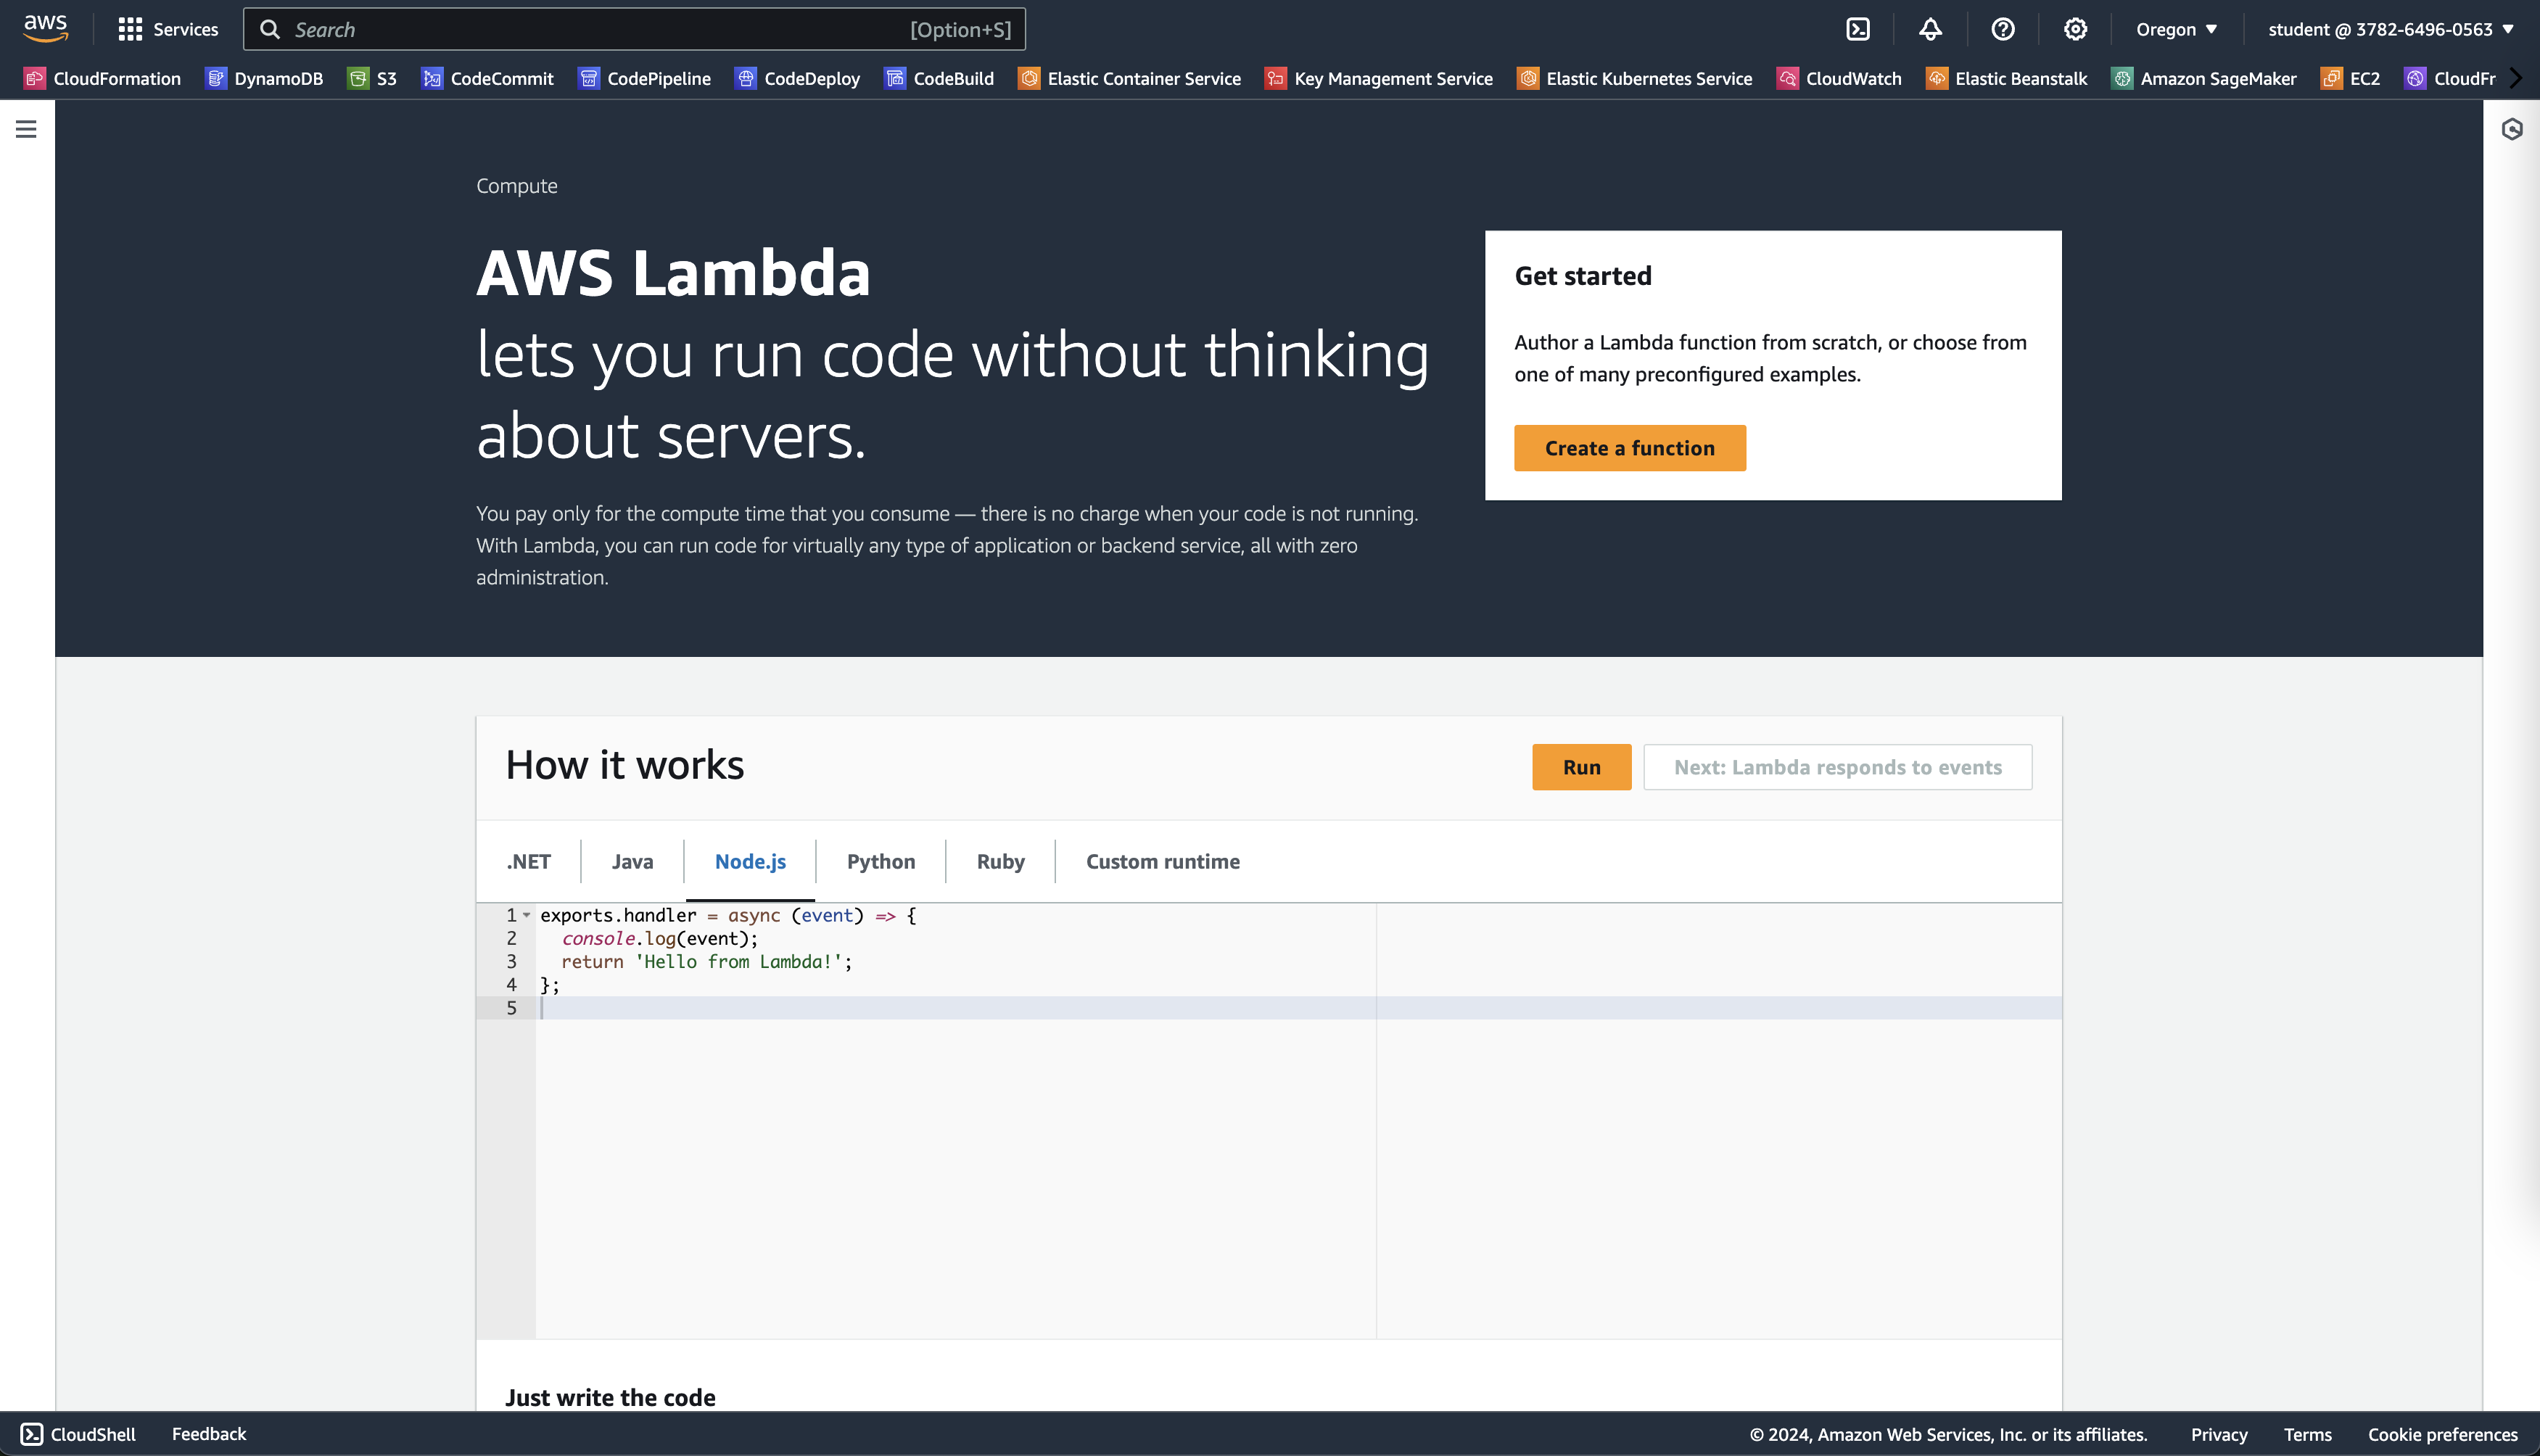 aws
Services
Search
[Option+S]
Oregon
student @ 3782-6496-0563
CloudFormation
DynamoDB
S3
CodeCommit
CodePipeline
CodeDeploy
CodeBuild
Elastic Container Service
Key Management Service
Elastic Kubernetes Service
CloudWatch
Elastic Beanstalk
Amazon SageMaker
EC2
CloudFr
Compute
AWS Lambda
lets you run code without thinking
about servers.
You pay only for the compute time that you consume — there is no charge when your code is not running.
With Lambda, you can run code for virtually any type of application or backend service, all with zero
administration.
Get started
Author a Lambda function from scratch, or choose from
one of many preconfigured examples.
Create a function
How it works
Run
Next: Lambda responds to events
.NET
Java
Node.js
Python
Ruby
Custom runtime
1 exports.handler = async (event) => {
2 console.log(event);
3 return 'Hello from Lambda!';
4 };
5
Just write the code
CloudShell
Feedback
© 2024, Amazon Web Services, Inc. or its affiliates.
Privacy
Terms
Cookie preferences